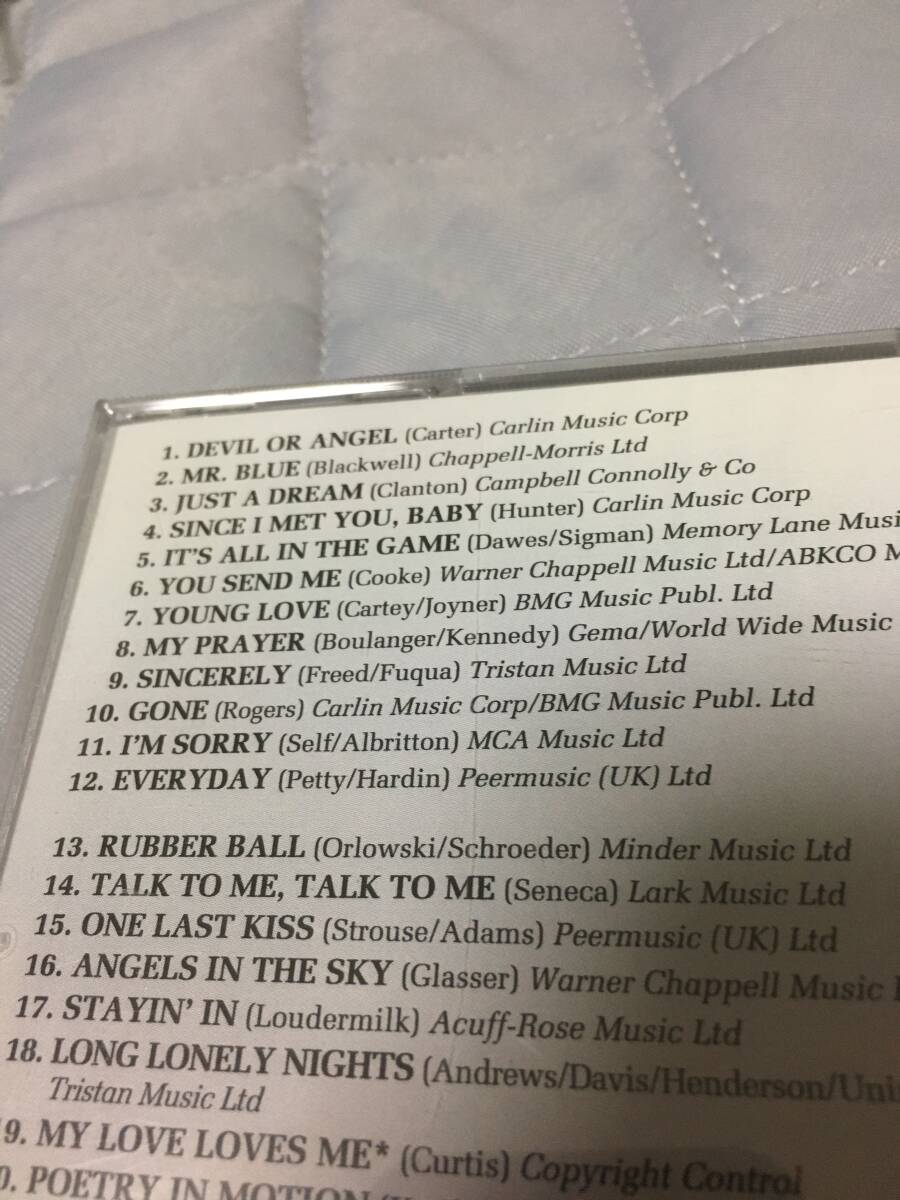 1. DEVIL OR ANGEL (Carter) Carlin Music Corp
2. MR. BLUE (Blackwell) Chappell-Morris Ltd
3. JUST A DREAM (Clanton) Campbell Connolly & Co
4. SINCE I MET YOU, BABY (Hunter) Carlin Music Corp
5. IT'S ALL IN THE GAME (Dawes/Sigman) Memory Lane Musi
6. YOU SEND ME (Cooke) Warner Chappell Music Ltd/ABKCO M
7. YOUNG LOVE (Cartey/Joyner) BMG Music Publ. Ltd
8. MY PRAYER (Boulanger/Kennedy) Gema/World Wide Music
9. SINCERELY (Freed/Fuqua) Tristan Music Ltd
10. GONE (Rogers) Carlin Music Corp/BMG Music Publ. Ltd
11. I'M SORRY (Self/Albritton) MCA Music Ltd
12. EVERYDAY (Petty/Hardin) Peermusic (UK) Ltd
13. RUBBER BALL (Orlowski/Schroeder) Minder Music Ltd
14. TALK TO ME, TALK TO ME (Seneca) Lark Music Ltd
15. ONE LAST KISS (Strouse/Adams) Peermusic (UK) Ltd
16. ANGELS IN THE SKY (Glasser) Warner Chappell Music
17. STAYIN' IN (Loudermilk) Acuff-Rose Music Ltd
18. LONG LONELY NIGHTS (Andrews/Davis/Henderson/Uni
Tristan Music Ltd
9. MY LOVE LOVES ME* (Curtis) Copyright Control
0. POETRY IN MOTION